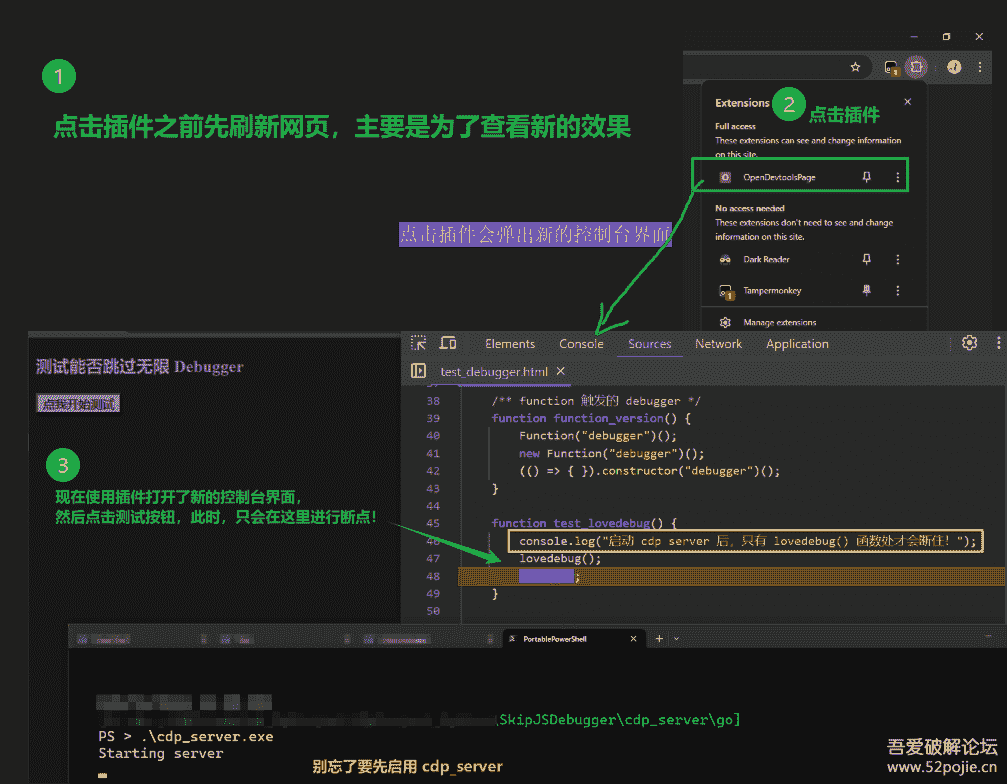 1
点击插件之前先刷新网页，主要是为了查看新的效果
Extensions
2
点击插件
Full access
These extensions can see and change information
on this site.
OpenDevtoolsPage
No access needed
These extensions don't need to see and change
information on this site.
Dark Reader
1
Tampermonkey
Manage extensions
点击插件会弹出新的控制台界面
测试能否跳过无限 Debugger
点我开始测试
3
现在使用插件打开了新的控制台界面，
然后点击测试按钮，此时，只会在这里进行断点！
Elements Console Sources Network Application
test_debugger.html
38 /** function 触发的 debugger */
39 function function_version() {
40 Function("debugger")();
41 new Function("debugger")();
42 (() => { }).constructor("debugger")();
43 }
44
45 function test_lovedebug() {
46 console.log("启动 cdp server 后，只有 lovedebug() 函数处才会断住！");
47 lovedebug();
48 ;
49 }
50
PortablePowerShell
\SkipJSDebugger\cdp_server\go]
PS > .\cdp_server.exe
Starting server
别忘了要先启用 cdp_server
吾爱破解论坛
www.52pojie.cn